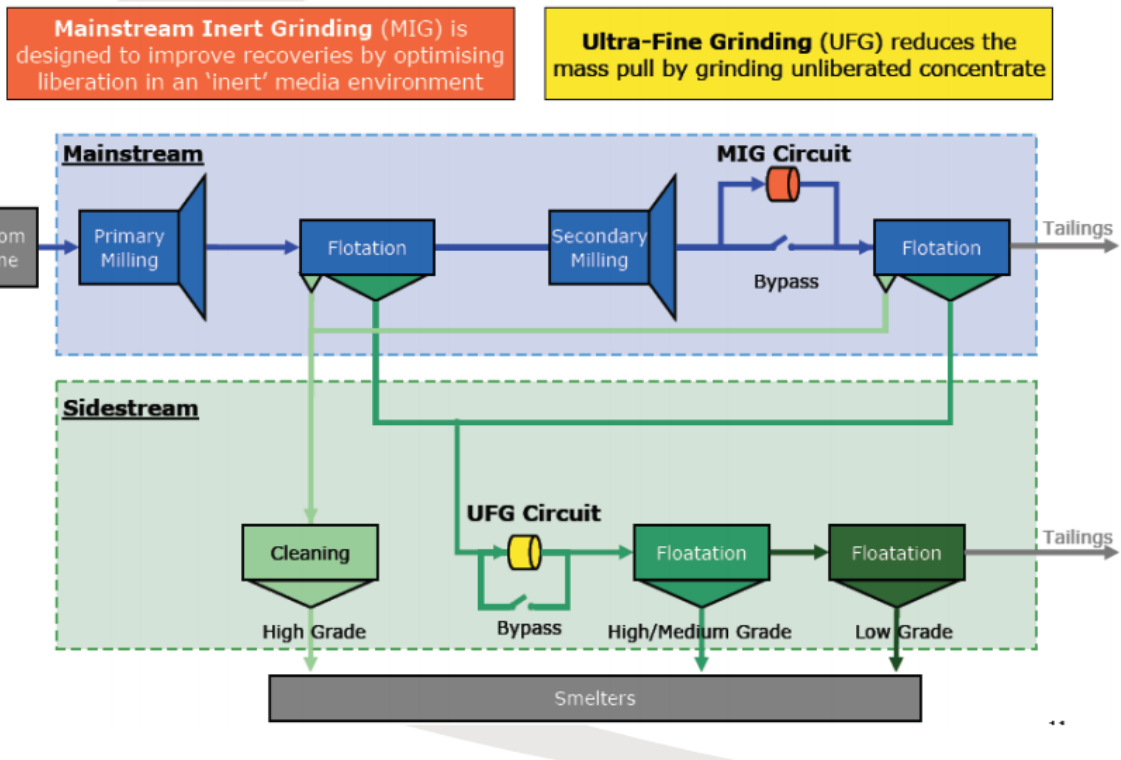 Mainstream Inert Grinding (MIG) is
designed to improve recoveries by optimising
liberation in an ‘inert’ media environment
Ultra-Fine Grinding (UFG) reduces the
mass pull by grinding unliberated concentrate
Mainstream
MIG Circuit
Primary
Milling
Flotation
Secondary
Milling
Bypass
Flotation
Tailings
Sidestream
UFG Circuit
Cleaning
Bypass
Floatation
Floatation
Tailings
High Grade
High/Medium Grade
Low Grade
Smelters